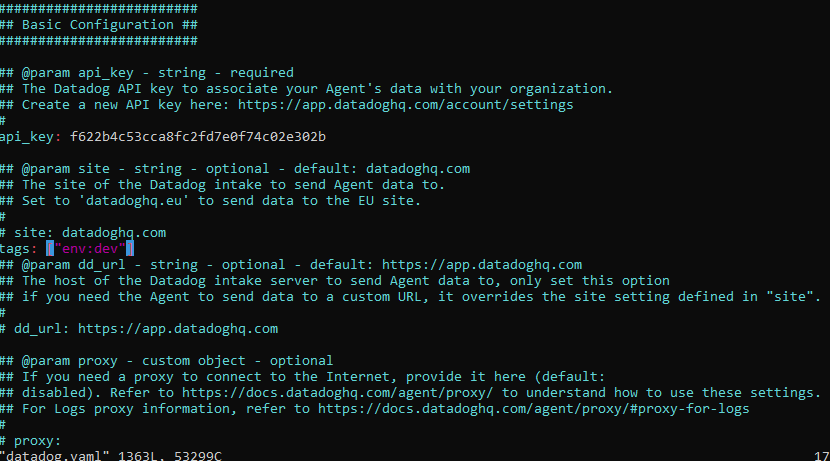 #########################
## Basic Configuration ##
#########################
## @param api_key - string - required
## The Datadog API key to associate your Agent's data with your organization.
## Create a new API key here: https://app.datadoghq.com/account/settings
#
api_key: f622b4c53cca8fc2fd7e0f74c02e302b
## @param site - string - optional - default: datadoghq.com
## The site of the Datadog intake to send Agent data to.
## Set to 'datadoghq.eu' to send data to the EU site.
#
# site: datadoghq.com
tags: ["env:dev"]
## @param dd_url - string - optional - default: https://app.datadoghq.com
## The host of the Datadog intake server to send Agent data to, only set this option
## if you need the Agent to send data to a custom URL, it overrides the site setting defined in "site".
#
# dd_url: https://app.datadoghq.com
## @param proxy - custom object - optional
## If you need a proxy to connect to the Internet, provide it here (default:
## disabled). Refer to https://docs.datadoghq.com/agent/proxy/ to understand how to use these settings.
## For Logs proxy information, refer to https://docs.datadoghq.com/agent/proxy/#proxy-for-logs
#
# proxy:
"datadog.yaml" 1363L, 53299C 17